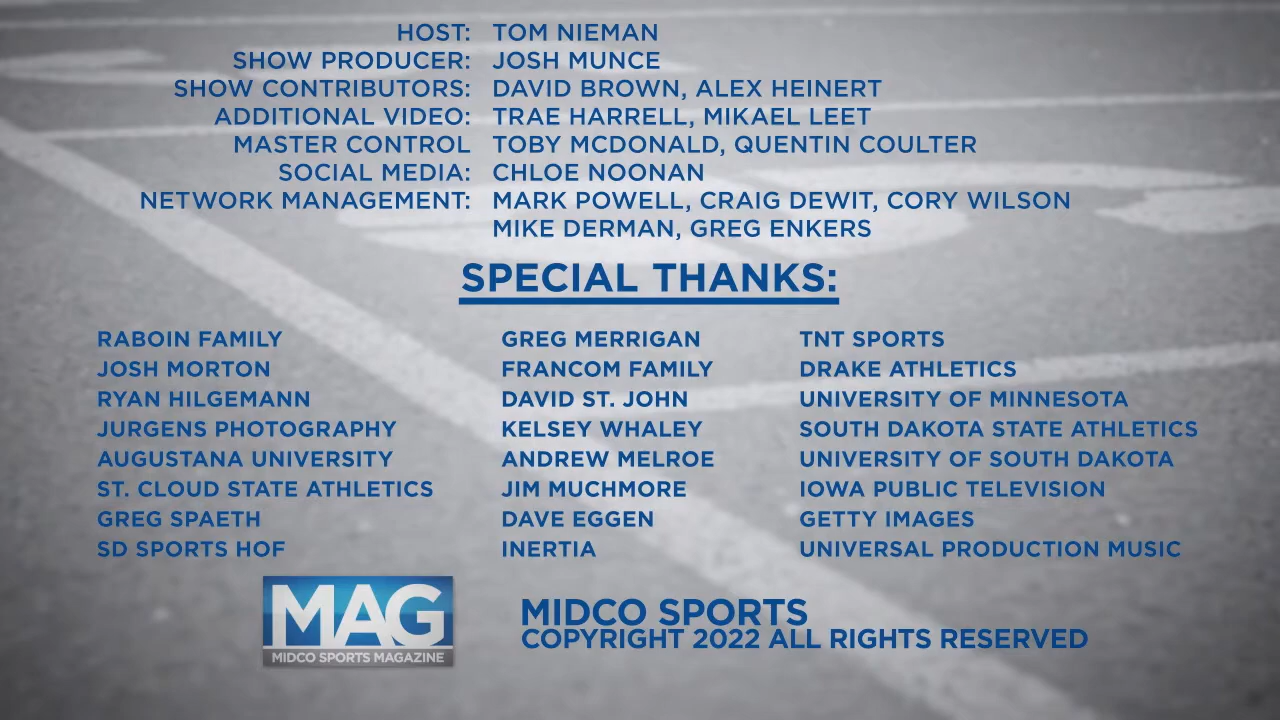 HOST: TOM NIEMAN
SHOW PRODUCER: JOSH MUNCE
SHOW CONTRIBUTORS: DAVID BROWN, ALEX HEINERT
ADDITIONAL VIDEO: TRAE HARRELL, MIKAEL LEET
MASTER CONTROL TOBY MCDONALD, QUENTIN COULTER
SOCIAL MEDIA: CHLOE NOONAN
NETWORK MANAGEMENT: MARK POWELL, CRAIG DEWIT, CORY WILSON
MIKE DERMAN, GREG ENKERS
SPECIAL THANKS:
RABOIN FAMILY
JOSH MORTON
RYAN HILGEMANN
JURGENS PHOTOGRAPHY
AUGUSTANA UNIVERSITY
ST. CLOUD STATE ATHLETICS
GREG SPAETH
SD SPORTS HOF
GREG MERRIGAN
FRANCOM FAMILY
DAVID ST. JOHN
KELSEY WHALEY
ANDREW MELROE
JIM MUCHMORE
DAVE EGGEN
INERTIA
TNT SPORTS
DRAKE ATHLETICS
UNIVERSITY OF MINNESOTA
SOUTH DAKOTA STATE ATHLETICS
UNIVERSITY OF SOUTH DAKOTA
IOWA PUBLIC TELEVISION
GETTY IMAGES
UNIVERSAL PRODUCTION MUSIC
MAG
MIDCO SPORTS MAGAZINE
MIDCO SPORTS
COPYRIGHT 2022 ALL RIGHTS RESERVED